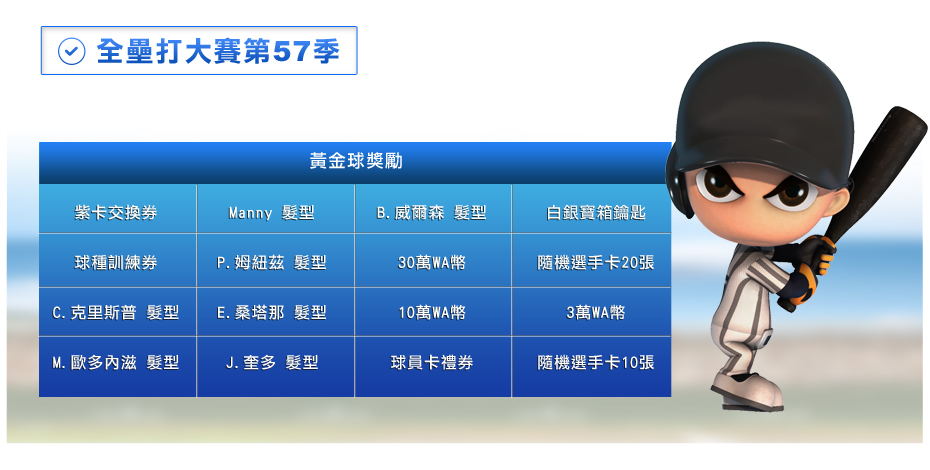 全壘打大賽第57季
黃金球獎勵
紫卡交換券 Manny 髮型 B.威爾森 髮型 白銀寶箱鑰匙
球種訓練券 P.姆紐茲 髮型 30萬WA幣 隨機選手卡20張
C.克里斯普 髮型 E.桑塔那 髮型 10萬WA幣 3萬WA幣
M.歐多內滋 髮型 J.奎多 髮型 球員卡禮券 隨機選手卡10張